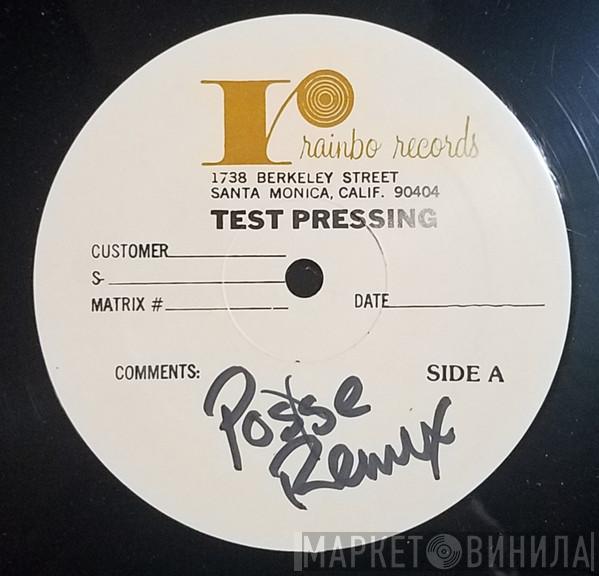 rainbo records
1738 BERKELEY STREET
SANTA MONICA, CALIF. 90404
TEST PRESSING
CUSTOMER
S-
MATRIX #
DATE
COMMENTS:
SIDE A
Posse
Remix
МАРКЕТ ВИНИЛА